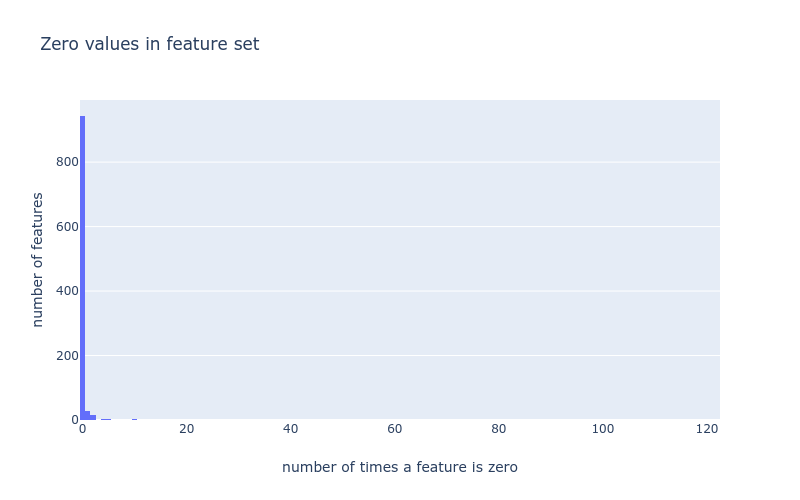 Zero values in feature set
number of features
800
600
400
200
0
0 20 40 60 80 100 120
number of times a feature is zero